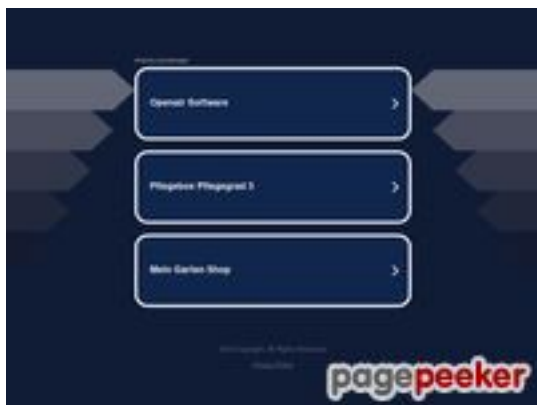 Openair Software
Pflegebox Pflegegrad 3
Mein Garten Shop
pagepeeker